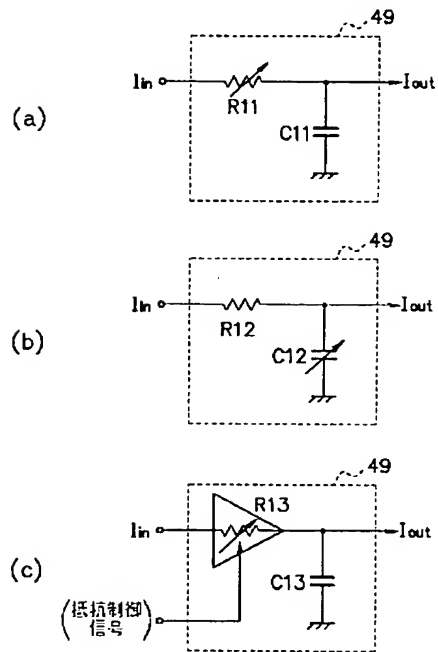 49
Iin
Iout
R11
(a)
C11
49
Iin
Iout
R12
(b)
C12
49
R13
Iin
Iout
(c)
C13
(抵抗制御
信号)